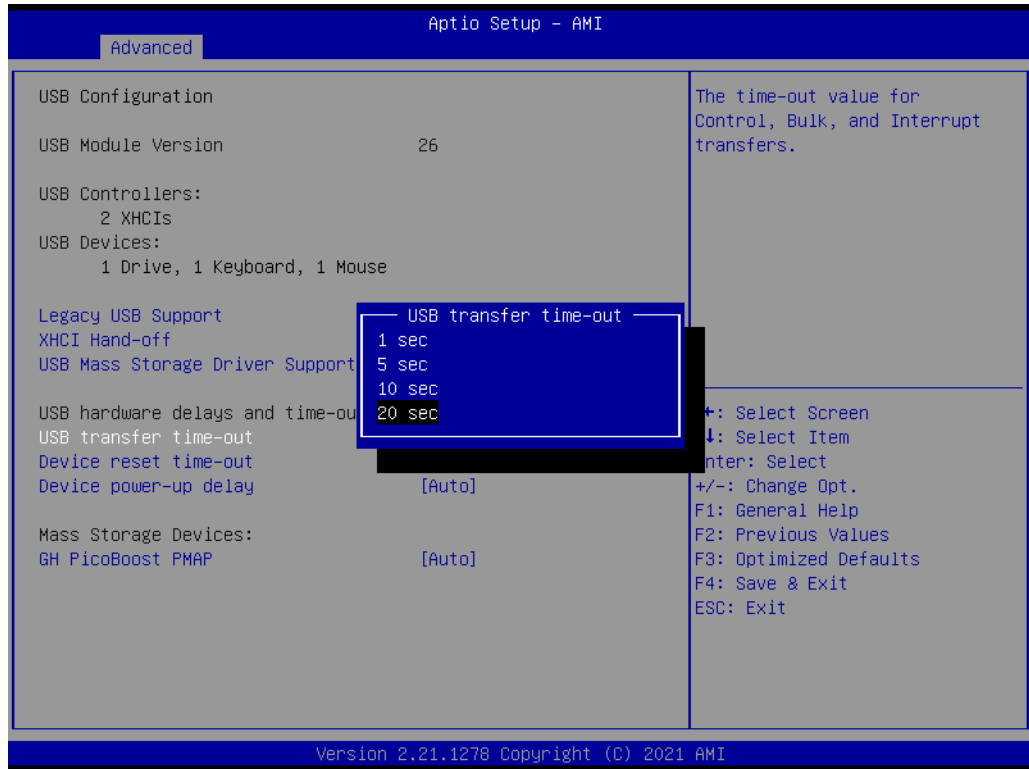 Aptio Setup – AMI
Advanced
USB Configuration
USB Module Version 26
USB Controllers:
2 XHCIs
USB Devices:
1 Drive, 1 Keyboard, 1 Mouse
Legacy USB Support
XHCI Hand-off
USB Mass Storage Driver Support
USB hardware delays and time-ou
USB transfer time-out
Device reset time-out
Device power-up delay [Auto]
Mass Storage Devices:
GH PicoBoost PMAP [Auto]
USB transfer time-out
1 sec
5 sec
10 sec
20 sec
The time-out value for
Control, Bulk, and Interrupt
transfers.
: Select Screen
: Select Item
nter: Select
+/-: Change Opt.
F1: General Help
F2: Previous Values
F3: Optimized Defaults
F4: Save & Exit
ESC: Exit
Version 2.21.1278 Copyright (C) 2021 AMI